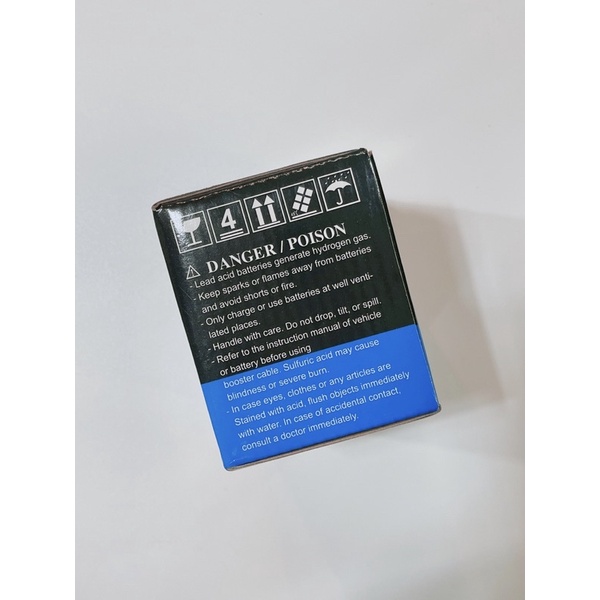 4
DANGER / POISON
- Lead acid batteries generate hydrogen gas.
- Keep sparks or flames away from batteries
and avoid shorts or fire.
- Only charge or use batteries at well venti-
lated places.
- Handle with care. Do not drop, tilt, or spill.
- Refer to the instruction manual of vehicle
or battery before using
booster cable. Sulfuric acid may cause
blindness or severe burn.
- In case eyes, clothes or any articles are
Stained with acid, flush objects immediately
with water. In case of accidental contact,
consult a doctor immediately.